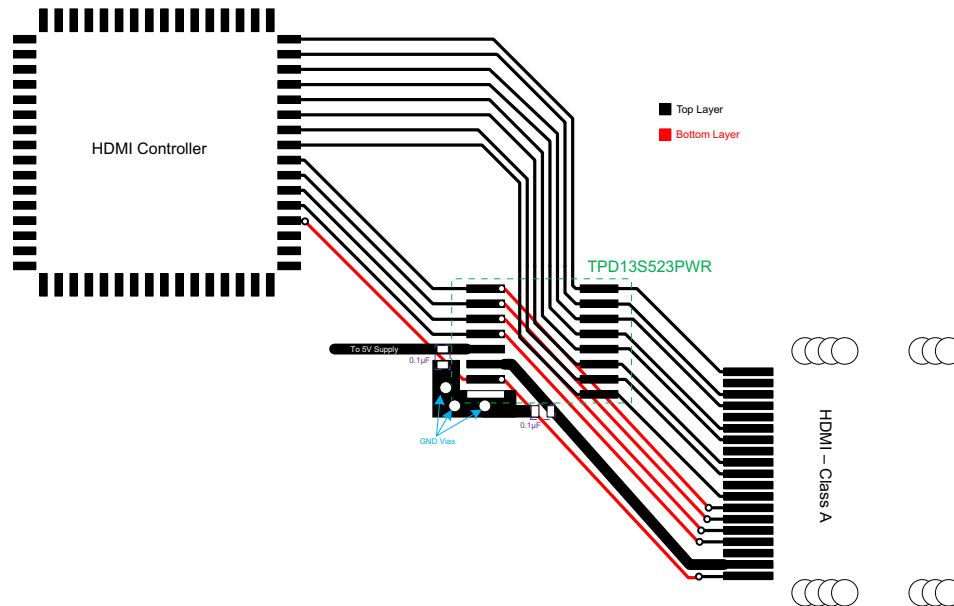 Top Layer
HDMI Controller
Bottom Layer
TPD13S523PWR
To 5V Supply
0.1µF
0.1µF
GND Vias
HDMI – Class A